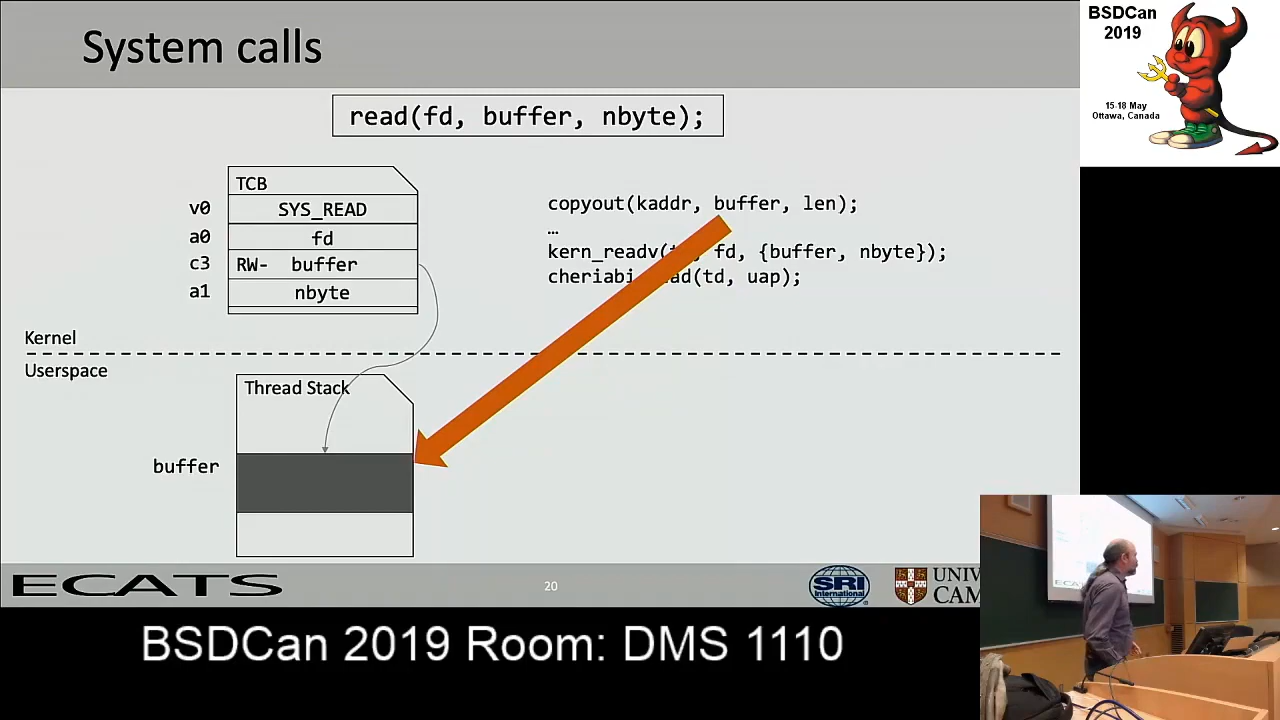 System calls
read(fd, buffer, nbyte);
TCB
v0 SYS_READ
a0 fd
c3 RW- buffer
a1 nbyte
copyout(kaddr, buffer, len);
…
fd, {buffer, nbyte});
(td, uap);
Kernel
Userspace
Thread Stack
buffer
ECATS
20
SRI
International
BSDCan
2019
15-18 May
Ottawa, Canada
BSDCan 2019 Room: DMS 1110